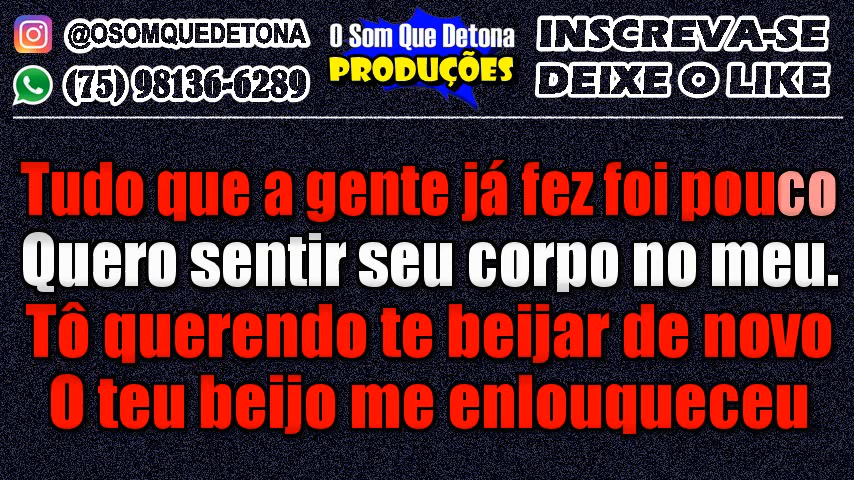 @OSOMQUEDETONA
(75) 98136-6289
O Som Que Detona
PRODUÇÕES
INSCREVA-SE
DEIXE O LIKE
Tudo que a gente já fez foi pouco
Quero sentir seu corpo no meu.
Tô querendo te beijar de novo
O teu beijo me enlouqueceu